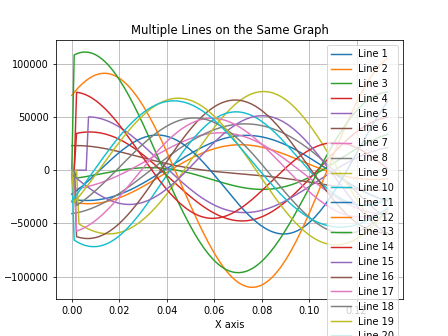 Multiple Lines on the Same Graph
100000
50000
0
−50000
−100000
0.00
0.02
0.04
0.06
0.08
0.10
X axis
Line 1
Line 2
Line 3
Line 4
Line 5
Line 6
Line 7
Line 8
Line 9
Line 10
Line 11
Line 12
Line 13
Line 14
Line 15
Line 16
Line 17
Line 18
Line 19
Line 20